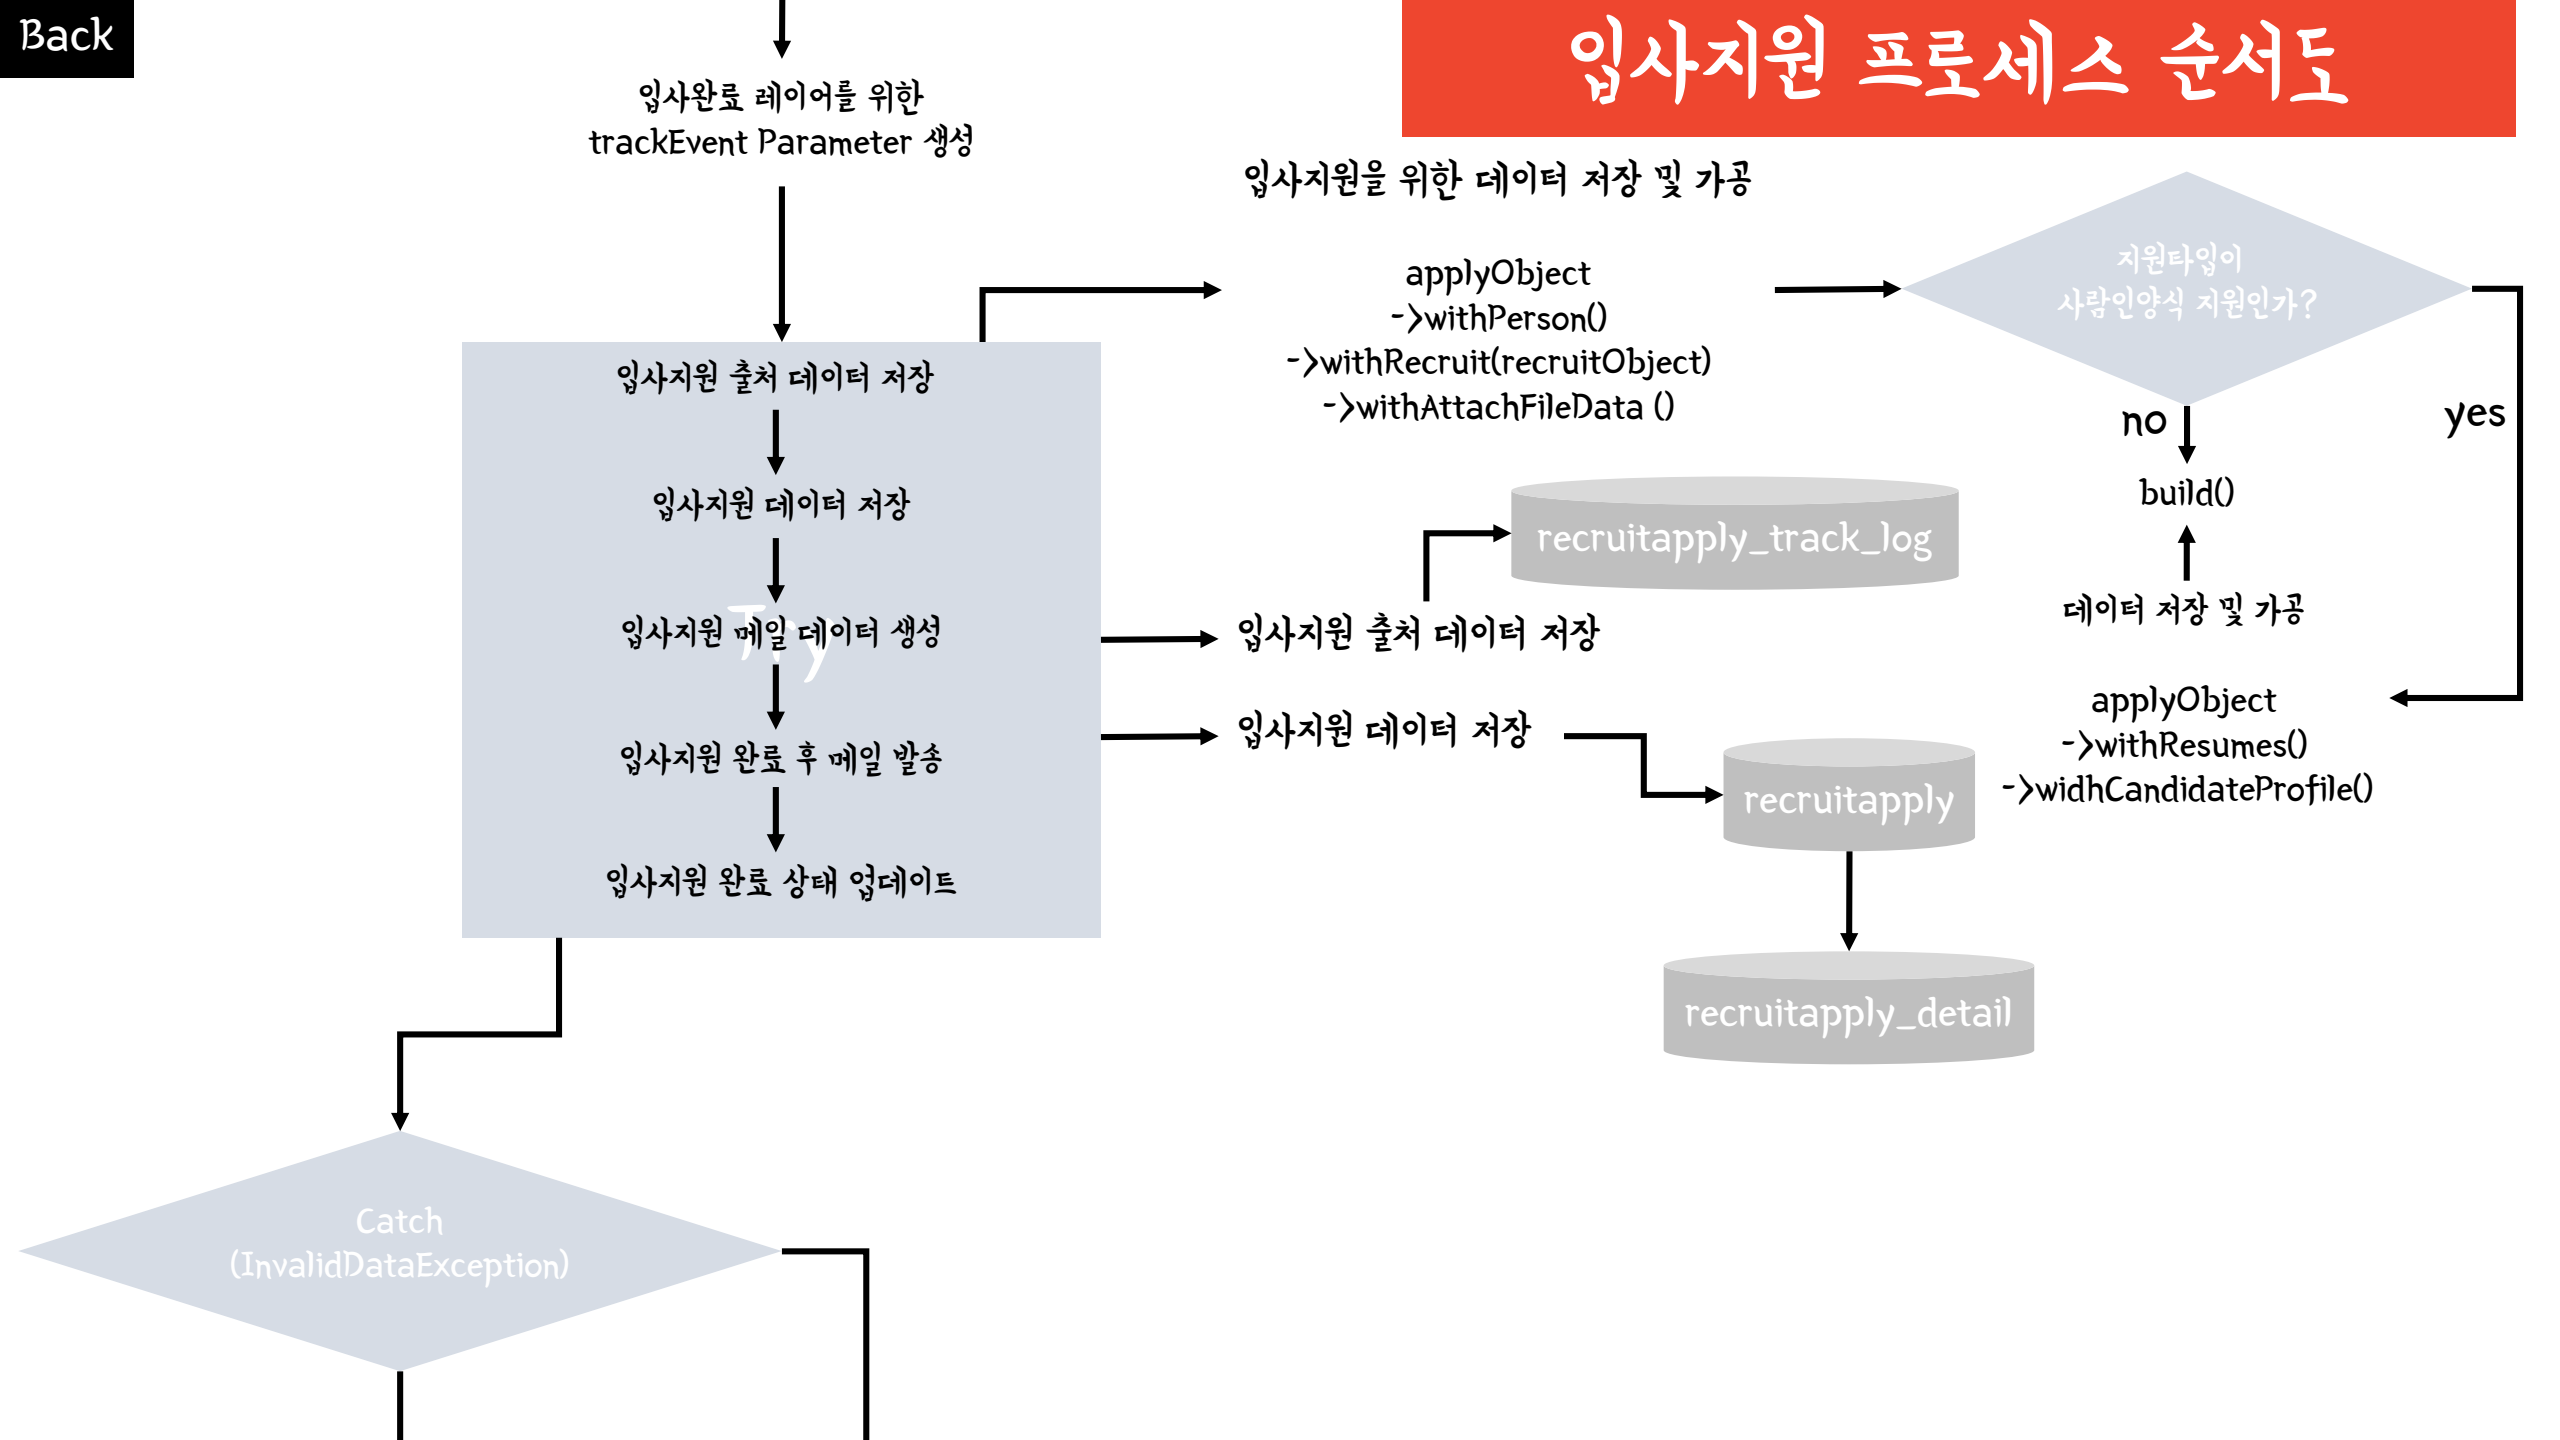 Back
입사지원 프로세스 순서도
입사완료 레이어를 위한
trackEvent Parameter 생성
입사지원 출처 데이터 저장
입사지원 데이터 저장
Try
입사지원 메일 데이터 생성
입사지원 완료 후 메일 발송
입사지원 완료 상태 업데이트
입사지원을 위한 데이터 저장 및 가공
applyObject
->withPerson()
->withRecruit(recruitObject)
->withAttachFileData ()
지원타입이
사람인양식 지원인가?
no
yes
build()
데이터 저장 및 가공
applyObject
->withResumes()
->widhCandidateProfile()
recruitapply_track_log
입사지원 출처 데이터 저장
입사지원 데이터 저장
recruitapply
recruitapply_detail
Catch
(InvalidDataException)